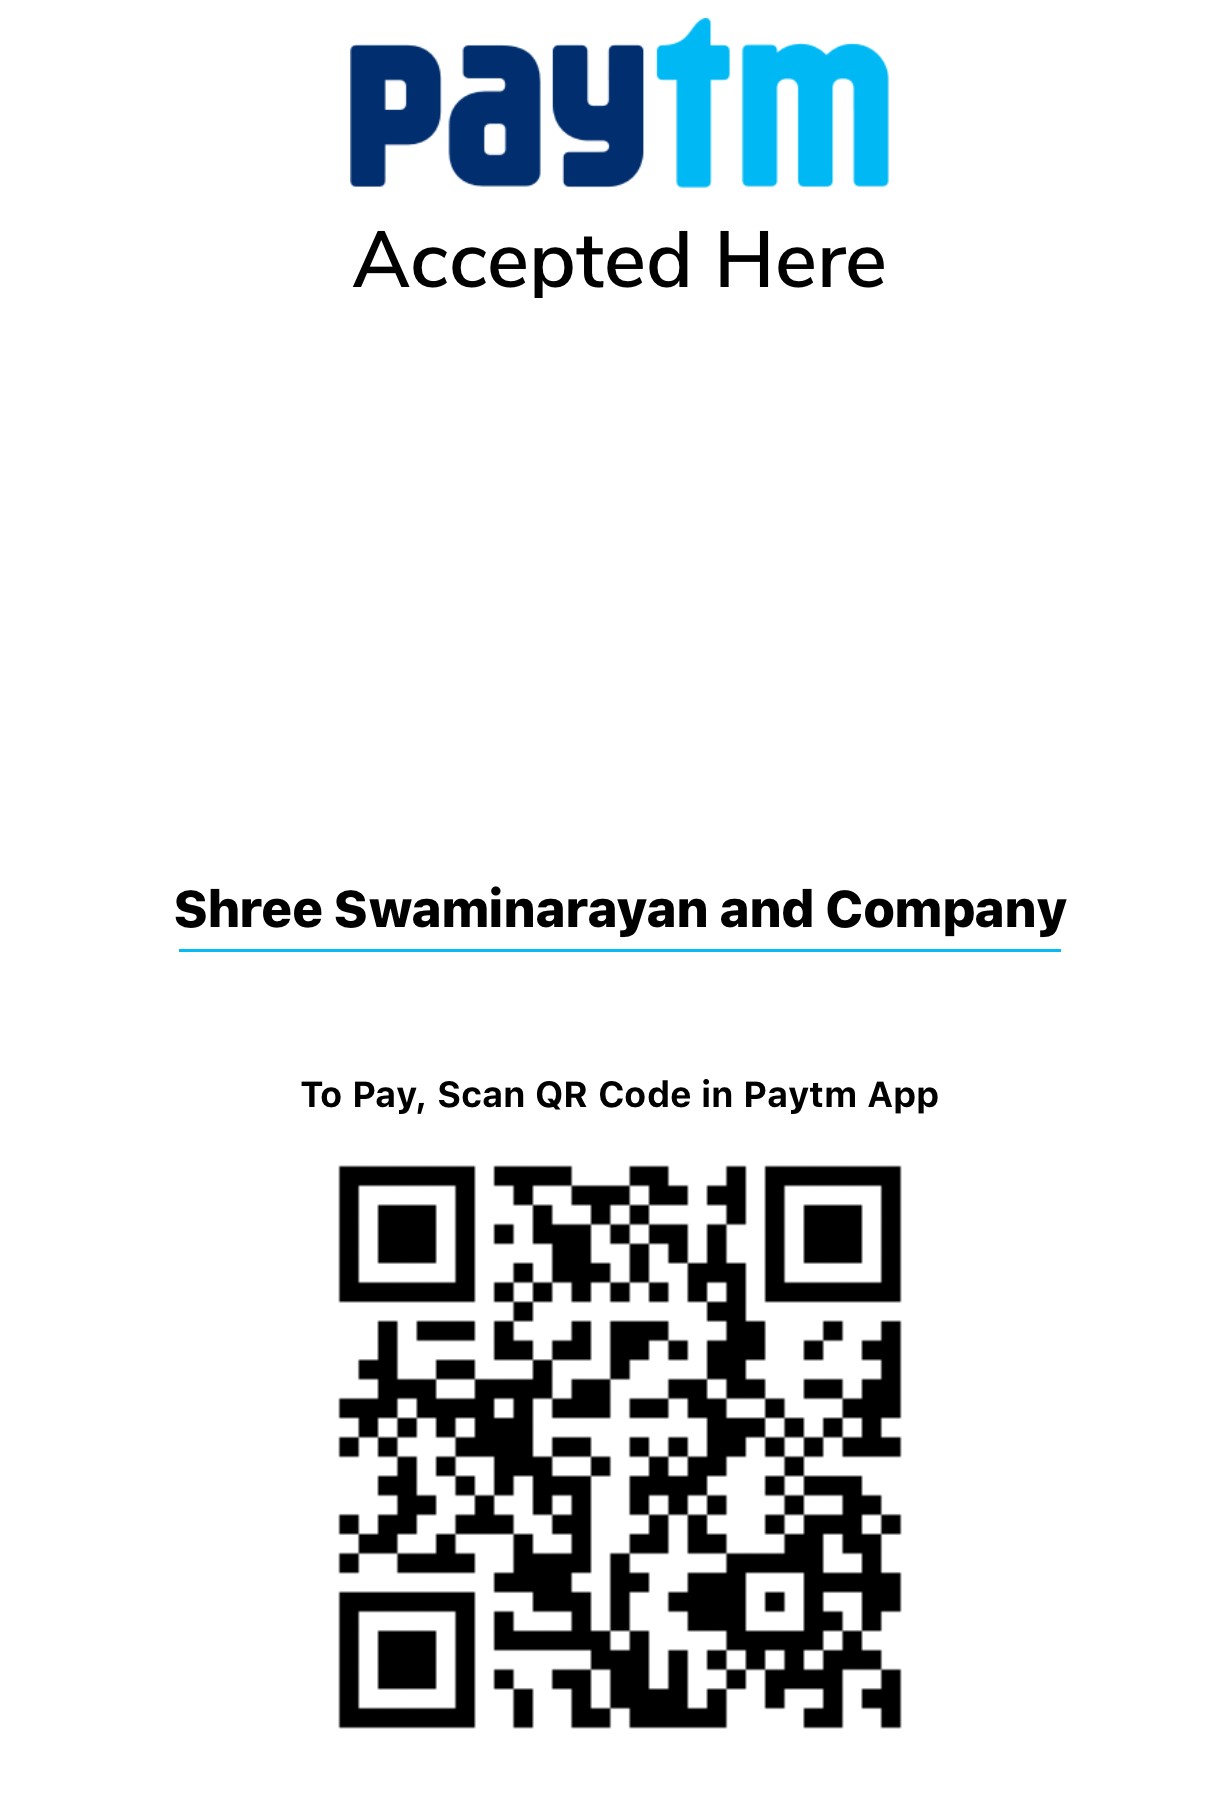 paytm
Accepted Here
Shree Swaminarayan and Company
To Pay, Scan QR Code in Paytm App